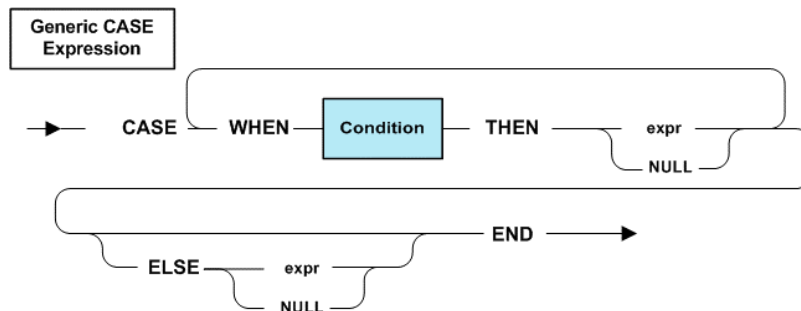 Generic CASE
Expression
CASE WHEN Condition THEN expr
NULL
END
ELSE expr
NULL